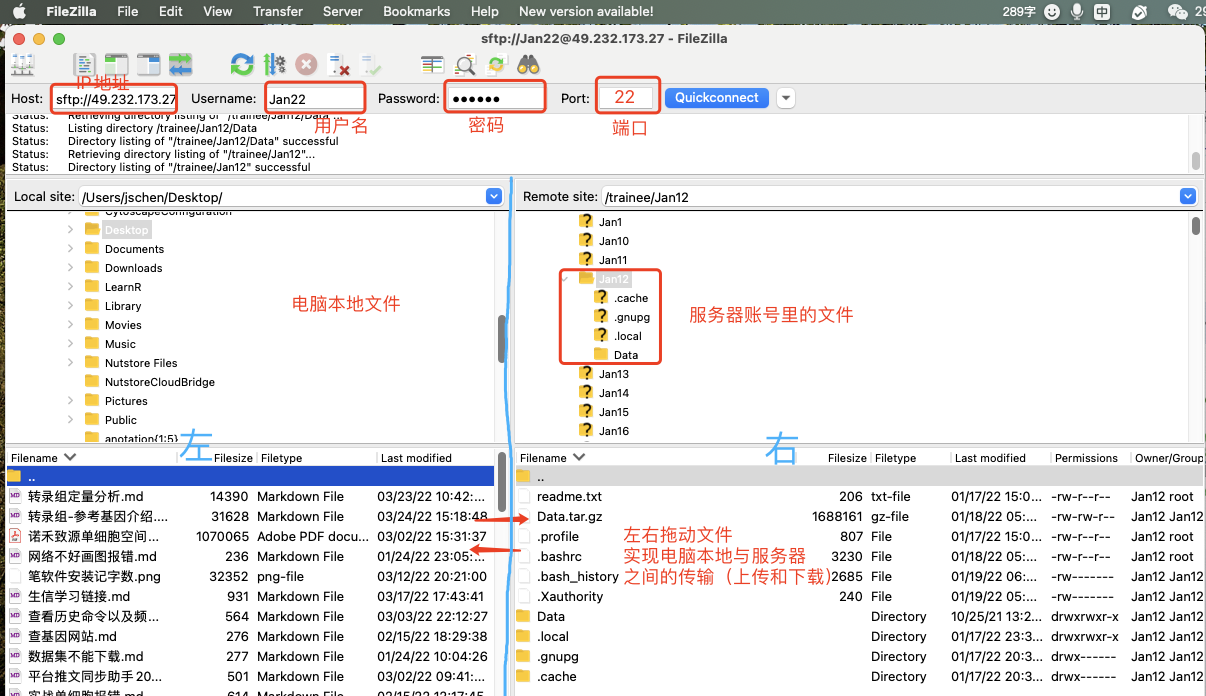 FileZilla File Edit View Transfer Server Bookmarks Help New version available! 289字 中 29
sftp://Jan22@49.232.173.27 - FileZilla
IP地址
Host: sftp://49.232.173.27 Username: Jan22 Password: ●●●●●● Port: 22 Quickconnect
用户名 密码 端口
Status: Retrieving directory listing of "/trainee/Jan12/Data"...
Status: Listing directory /trainee/Jan12/Data
Status: Directory listing of "/trainee/Jan12/Data" successful
Status: Retrieving directory listing of "/trainee/Jan12"...
Status: Directory listing of "/trainee/Jan12" successful
Local site: /Users/jschen/Desktop/
CytoscapeConfiguration
Desktop
Documents
Downloads
LearnR
Library
Movies
Music
Nutstore Files
NutstoreCloudBridge
Pictures
Public
anotation{1:5}
电脑本地文件
左
Remote site: /trainee/Jan12
Jan1
Jan10
Jan11
Jan12
.cache
.gnupg
.local
Data
Jan13
Jan14
Jan15
Jan16
服务器账号里的文件
右
Filename Filesize Filetype Last modified
..
转录组定量分析.md 14390 Markdown File 03/23/22 10:42:...
转录组-参考基因介绍.... 31628 Markdown File 03/24/22 15:18:48
诺禾致源单细胞空间... 1070065 Adobe PDF docu... 03/02/22 15:31:37
网络不好画图报错.md 236 Markdown File 01/24/22 23:05:...
笔软件安装记字数.png 32352 png-file 03/12/22 20:21:00
生信学习链接.md 931 Markdown File 03/17/22 17:43:41
查看历史命令以及频... 564 Markdown File 03/03/22 22:12:27
查基因网站.md 276 Markdown File 02/15/22 18:29:38
数据集不能下载.md 277 Markdown File 01/24/22 10:04:26
平台推文同步助手 20... 501 Markdown File 03/02/22 09:41:...
实战单细胞报错.md 614 Markdown File 02/15/22 12:17:45
Filename Filesize Filetype Last modified Permissions Owner/Group
..
readme.txt 206 txt-file 01/17/22 15:0... -rw-r--r-- Jan12 root
Data.tar.gz 1688161 gz-file 01/18/22 05:... -rw-rw-r-- Jan12 Jan12
.profile 807 File 01/17/22 15:0... -rw-r--r-- Jan12 root
.bashrc 3230 File 01/18/22 05:... -rw-r--r-- Jan12 root
.bash_history 2685 File 01/19/22 06:... -rw------- Jan12 Jan12
.Xauthority 240 File 01/19/22 05:... -rw------- Jan12 Jan12
Data Directory 10/25/21 13:2... drwxrwxr-x Jan12 Jan12
.local Directory 01/17/22 23:3... drwxrwxr-x Jan12 Jan12
.gnupg Directory 01/17/22 20:3... drwx------ Jan12 Jan12
.cache Directory 01/17/22 20:3... drwx------ Jan12 Jan12
左右拖动文件
实现电脑本地与服务器
之间的传输（上传和下载）